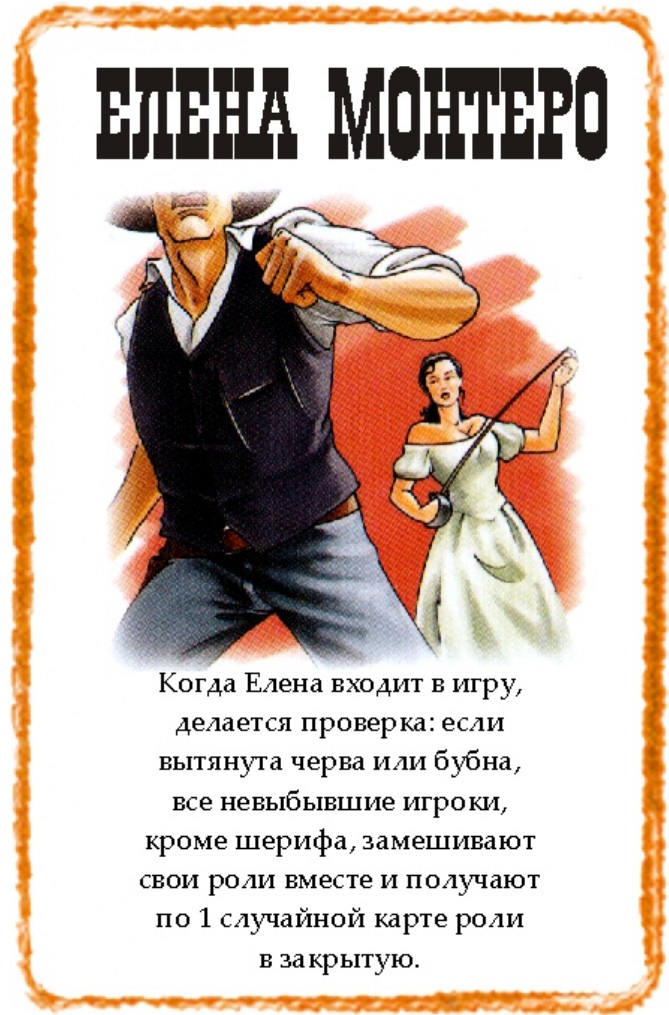 ЕЛЕНА МОНТЕРО
Когда Елена входит в игру,
делается проверка: если
вытянута черва или бубна,
все невыбывшие игроки,
кроме шерифа, замешивают
свои роли вместе и получают
по 1 случайной карте роли
в закрытую.